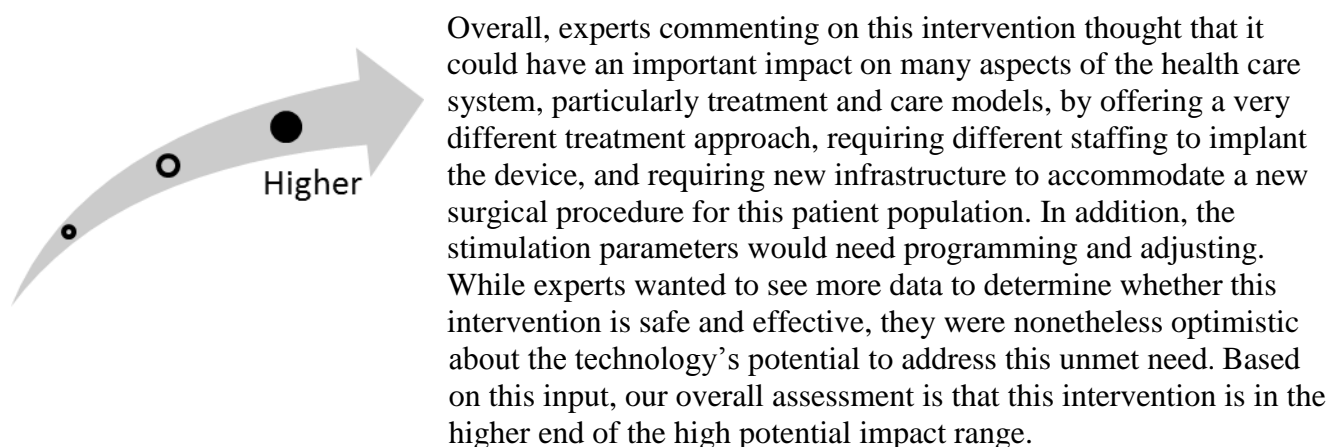 Overall, experts commenting on this intervention thought that it
could have an important impact on many aspects of the health care
system, particularly treatment and care models, by offering a very
different treatment approach, requiring different staffing to implant
the device, and requiring new infrastructure to accommodate a new
surgical procedure for this patient population. In addition, the
stimulation parameters would need programming and adjusting.
While experts wanted to see more data to determine whether this
intervention is safe and effective, they were nonetheless optimistic
about the technology’s potential to address this unmet need. Based
on this input, our overall assessment is that this intervention is in the
higher end of the high potential impact range.
Higher